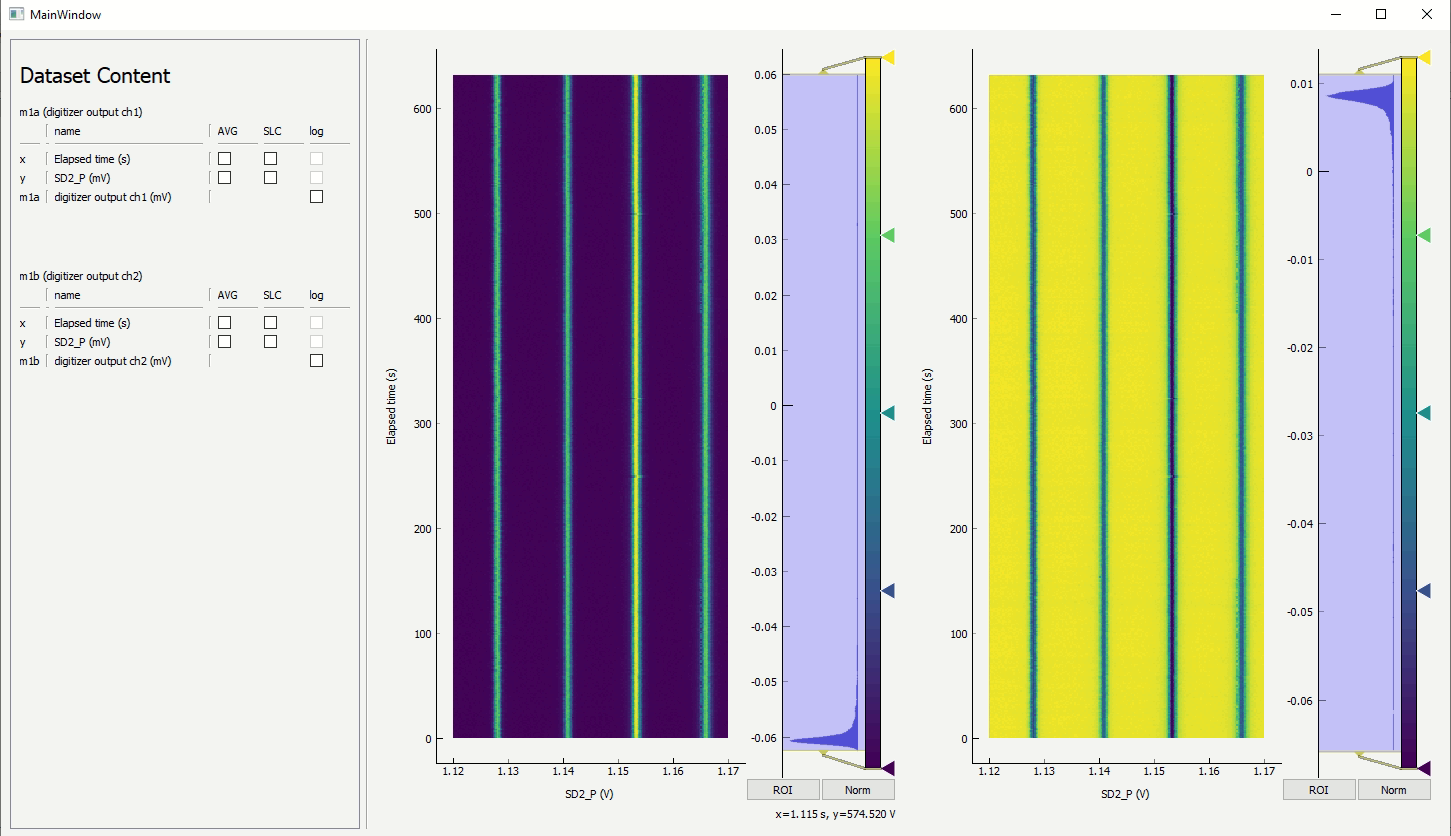 MainWindow
Dataset Content
m1a (digitizer output ch1)
name AVG SLC log
x Elapsed time (s)
y SD2_P (mV)
m1a digitizer output ch1 (mV)
m1b (digitizer output ch2)
name AVG SLC log
x Elapsed time (s)
y SD2_P (mV)
m1b digitizer output ch2 (mV)
Elapsed time (s)
600
500
400
300
200
100
0
1.12 1.13 1.14 1.15 1.16 1.17
SD2_P (V)
0.06
0.05
0.04
0.03
0.02
0.01
0
-0.01
-0.02
-0.03
-0.04
-0.05
-0.06
ROI Norm
x=1.115 s, y=574.520 V
Elapsed time (s)
600
500
400
300
200
100
0
1.12 1.13 1.14 1.15 1.16 1.17
SD2_P (V)
0.01
0
-0.01
-0.02
-0.03
-0.04
-0.05
-0.06
ROI Norm